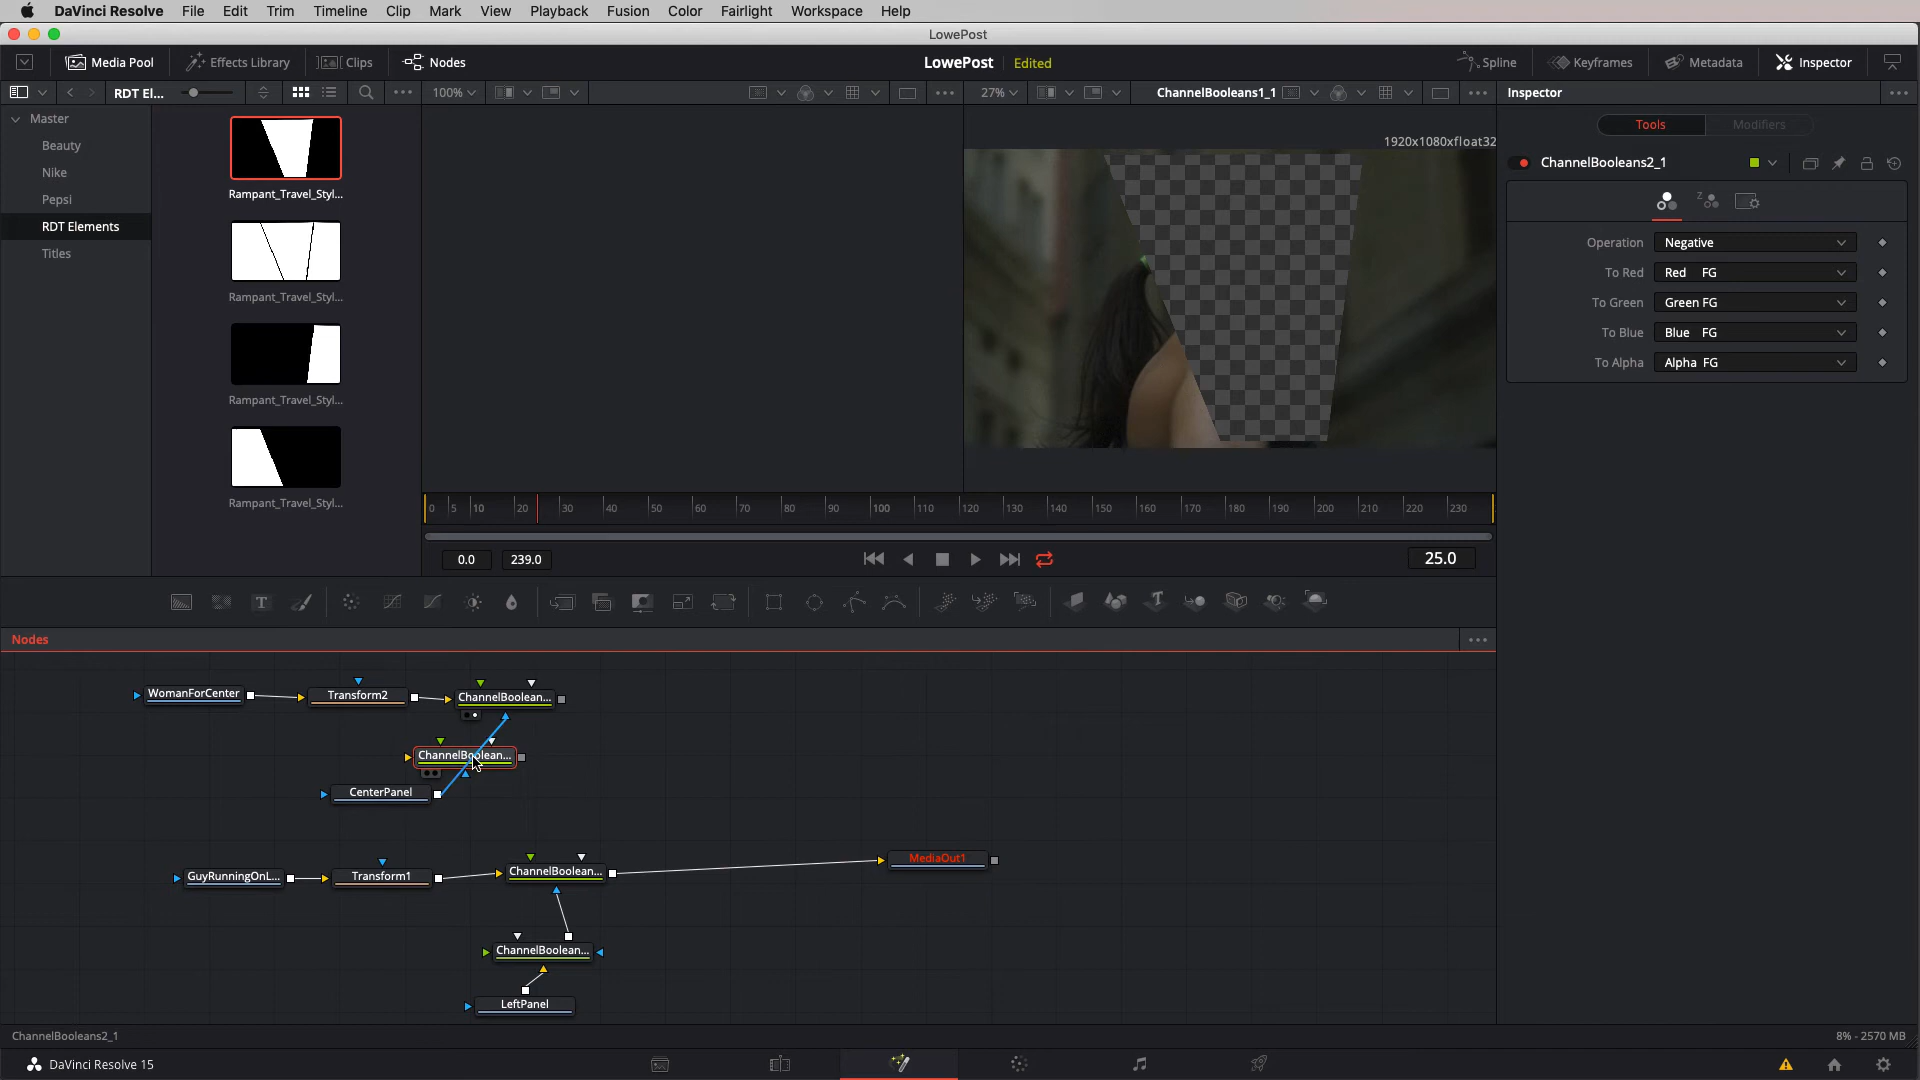 DaVinci Resolve File Edit Trim Timeline Clip Mark View Playback Fusion Color Fairlight Workspace Help
LowePost
Media Pool Effects Library Clips Nodes LowePost Edited Spline Keyframes Metadata Inspector
RDT El... 100% 27% ChannelBooleans1_1 Inspector
Master
Beauty
Nike
Pepsi
RDT Elements
Titles
Rampant_Travel_Styl...
Rampant_Travel_Styl...
Rampant_Travel_Styl...
Rampant_Travel_Styl...
1920x1080xfloat32
Tools Modifiers
ChannelBooleans2_1
Operation Negative
To Red Red FG
To Green Green FG
To Blue Blue FG
To Alpha Alpha FG
0 5 10 20 30 40 50 60 70 80 90 100 110 120 130 140 150 160 170 180 190 200 210 220 230
0.0 239.0 25.0
Nodes
WomanForCenter Transform2 ChannelBoolean...
ChannelBoolean...
CenterPanel
GuyRunningOnL... Transform1 ChannelBoolean... MediaOut1
ChannelBoolean...
LeftPanel
ChannelBooleans2_1 8% - 2570 MB
DaVinci Resolve 15